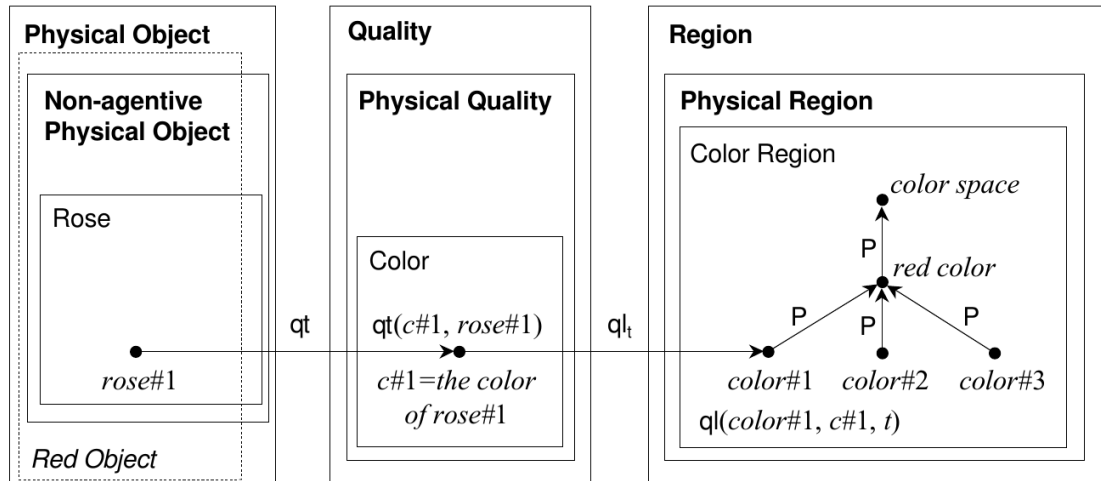 Physical Object
Non-agentive
Physical Object
Rose
rose#1
Red Object
qt
Quality
Physical Quality
Color
qt(c#1, rose#1)
c#1=the color
of rose#1
qlₜ
Region
Physical Region
Color Region
color space
P
red color
P
P
P
color#1
color#2
color#3
ql(color#1, c#1, t)